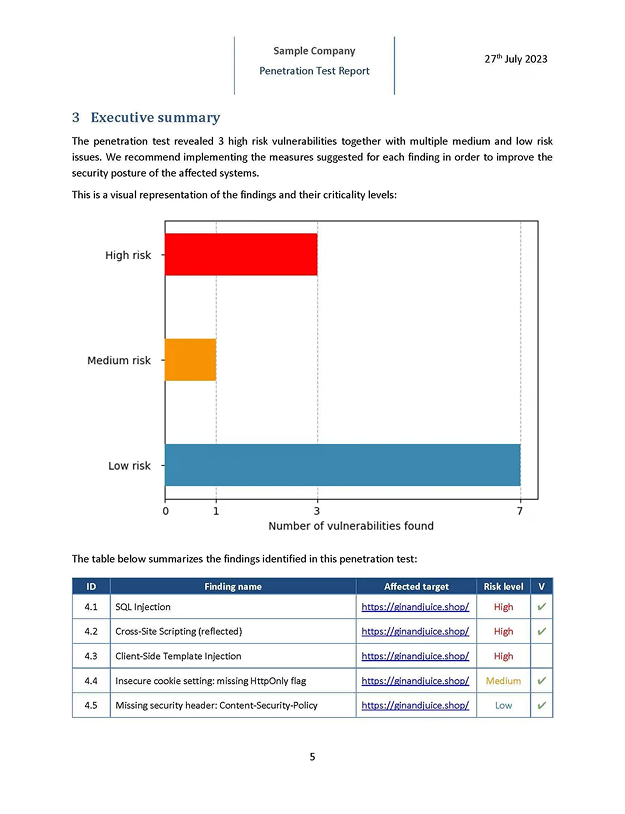 Sample Company
Penetration Test Report
27th July 2023
3 Executive summary
The penetration test revealed 3 high risk vulnerabilities together with multiple medium and low risk
issues. We recommend implementing the measures suggested for each finding in order to improve the
security posture of the affected systems.
This is a visual representation of the findings and their criticality levels:
High risk
Medium risk
Low risk
0 1 3 7
Number of vulnerabilities found
The table below summarizes the findings identified in this penetration test:
ID Finding name Affected target Risk level V
4.1 SQL Injection https://ginandjuice.shop/ High ✔
4.2 Cross-Site Scripting (reflected) https://ginandjuice.shop/ High ✔
4.3 Client-Side Template Injection https://ginandjuice.shop/ High
4.4 Insecure cookie setting: missing HttpOnly flag https://ginandjuice.shop/ Medium ✔
4.5 Missing security header: Content-Security-Policy https://ginandjuice.shop/ Low ✔
5